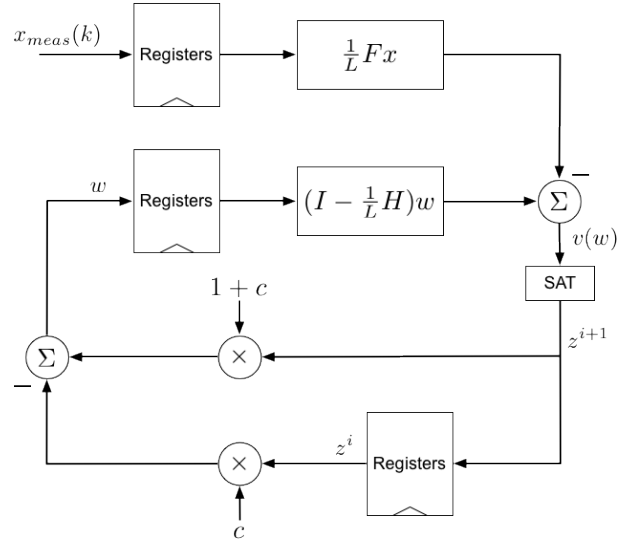 x_{meas}(k)
Registers
\frac{1}{L}Fx
−
w
Registers
(I − \frac{1}{L}H)w
Σ
v(w)
SAT
1 + c
z^{i+1}
Σ
×
−
z^i
×
Registers
c